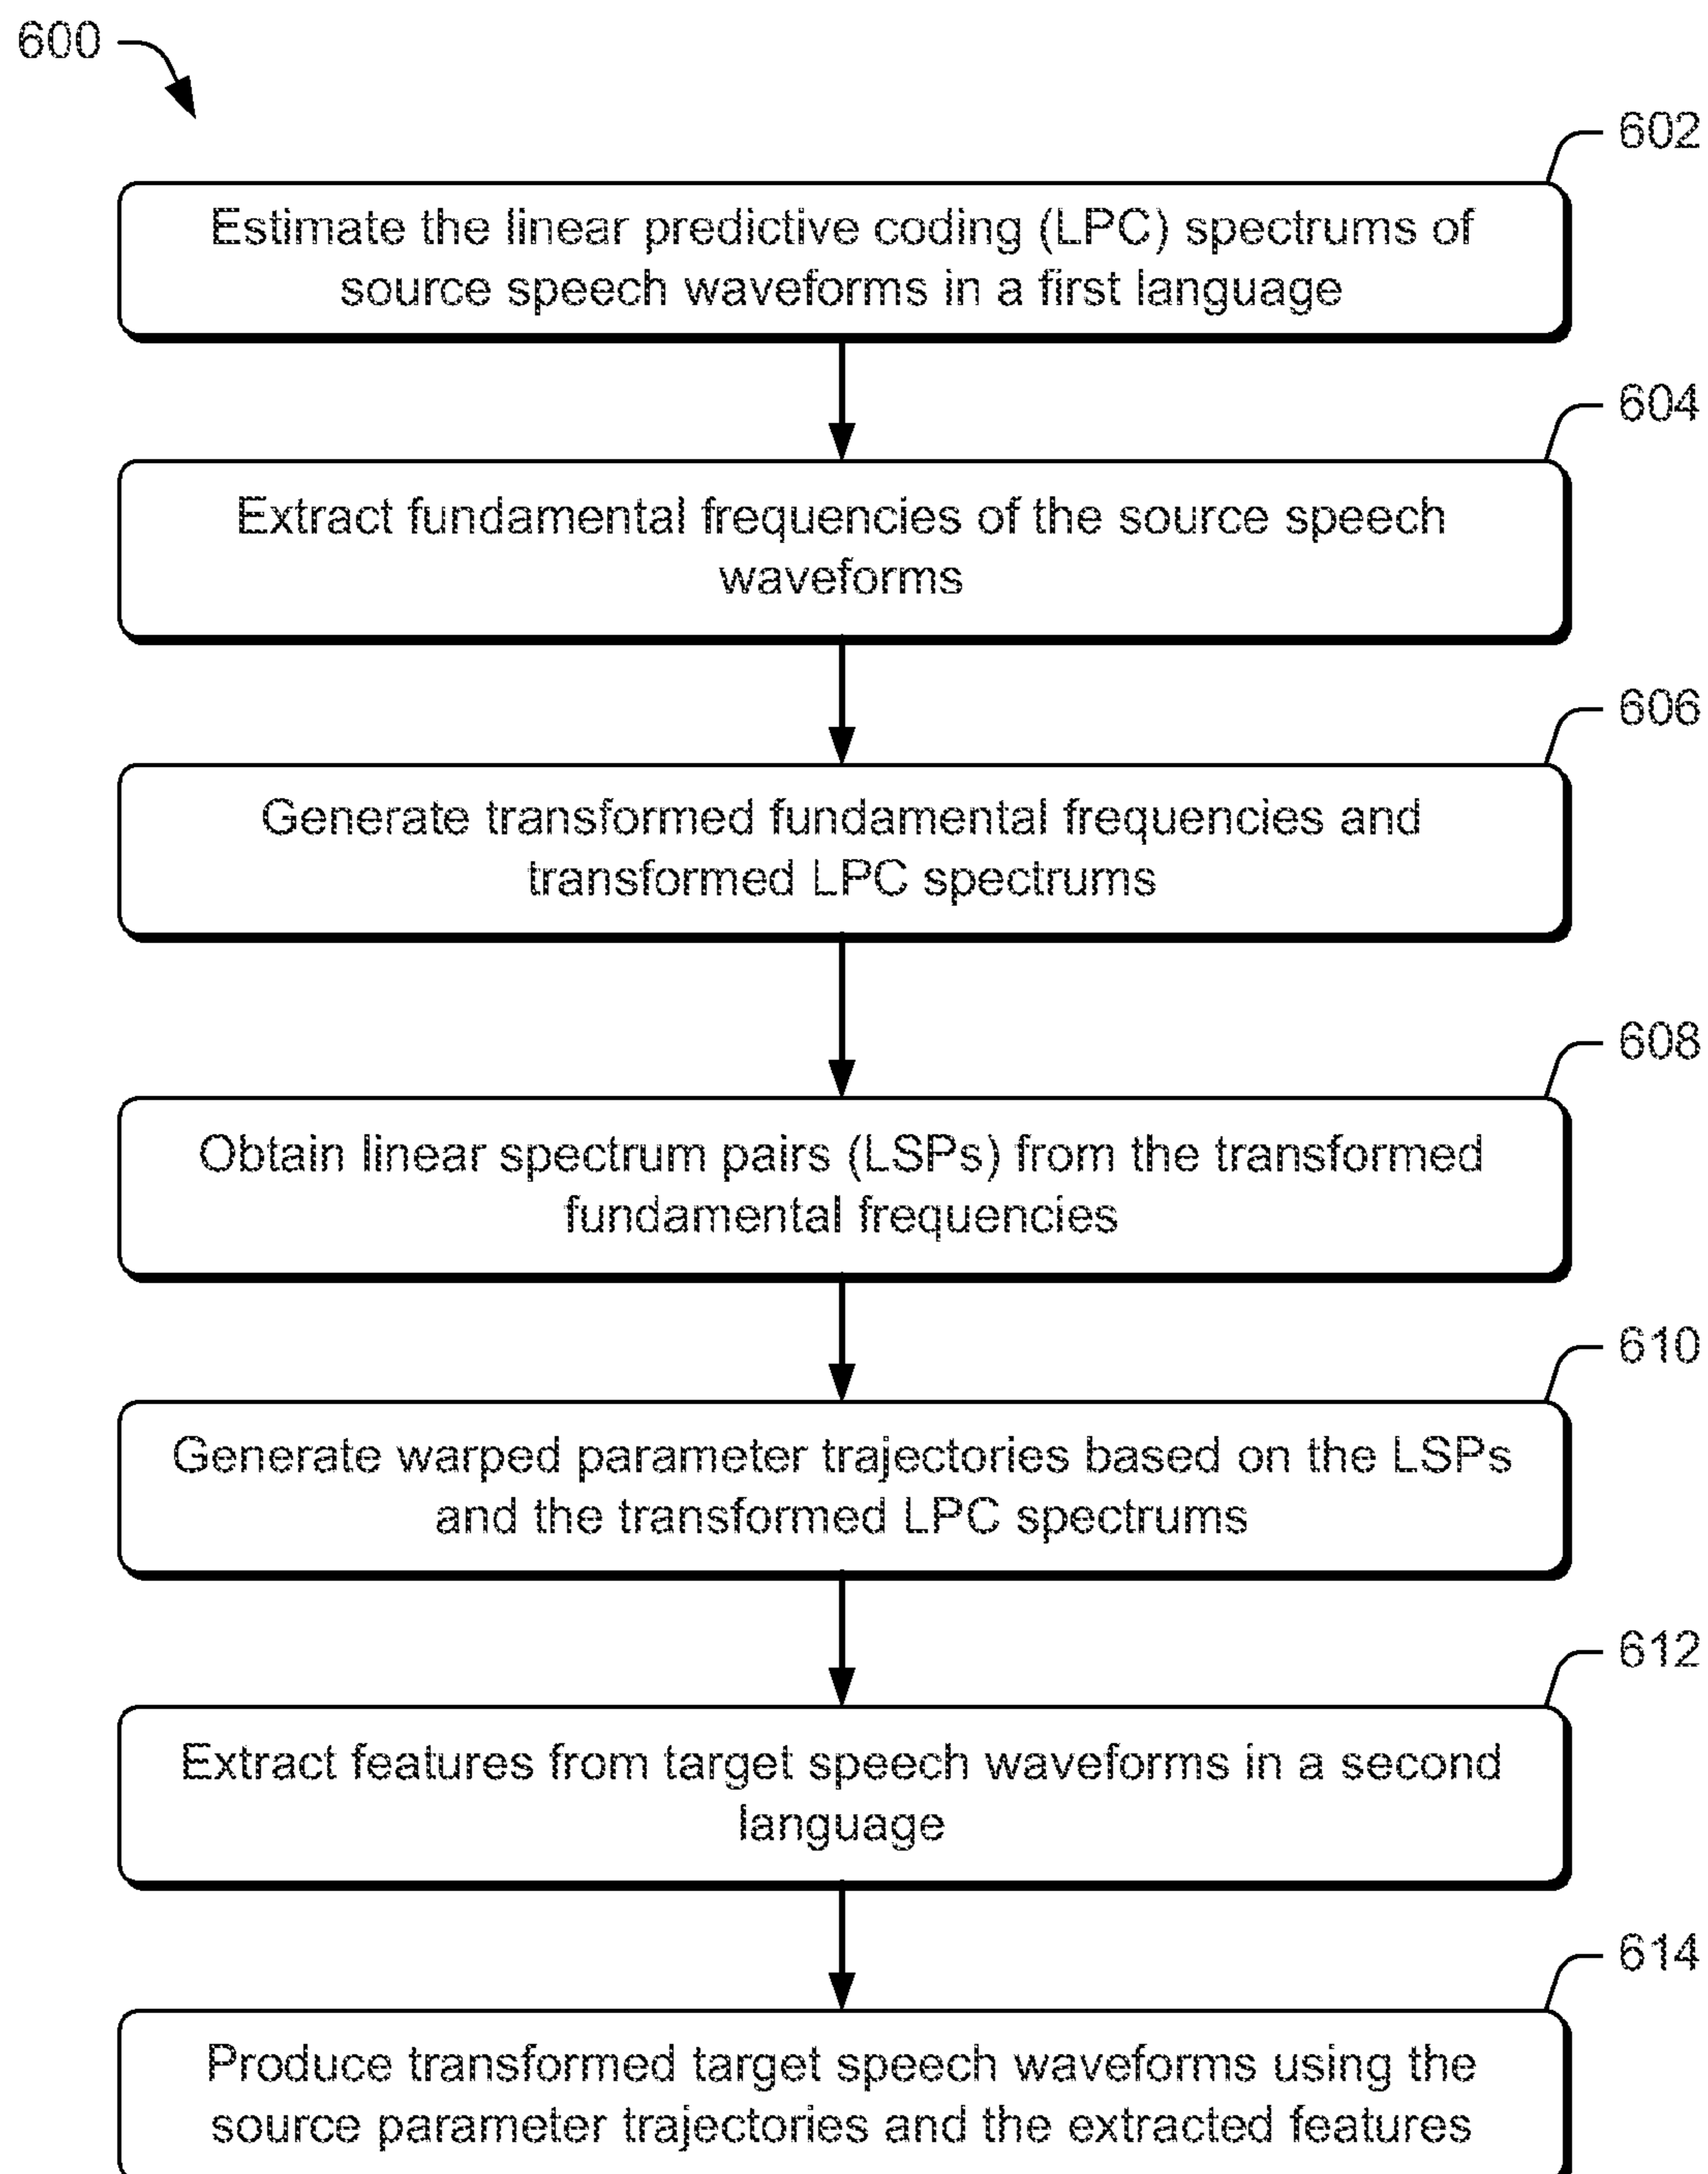 600
602
Estimate the linear predictive coding (LPC) spectrums of
source speech waveforms in a first language
604
Extract fundamental frequencies of the source speech
waveforms
606
Generate transformed fundamental frequencies and
transformed LPC spectrums
608
Obtain linear spectrum pairs (LSPs) from the transformed
fundamental frequencies
610
Generate warped parameter trajectories based on the LSPs
and the transformed LPC spectrums
612
Extract features from target speech waveforms in a second
language
614
Produce transformed target speech waveforms using the
source parameter trajectories and the extracted features